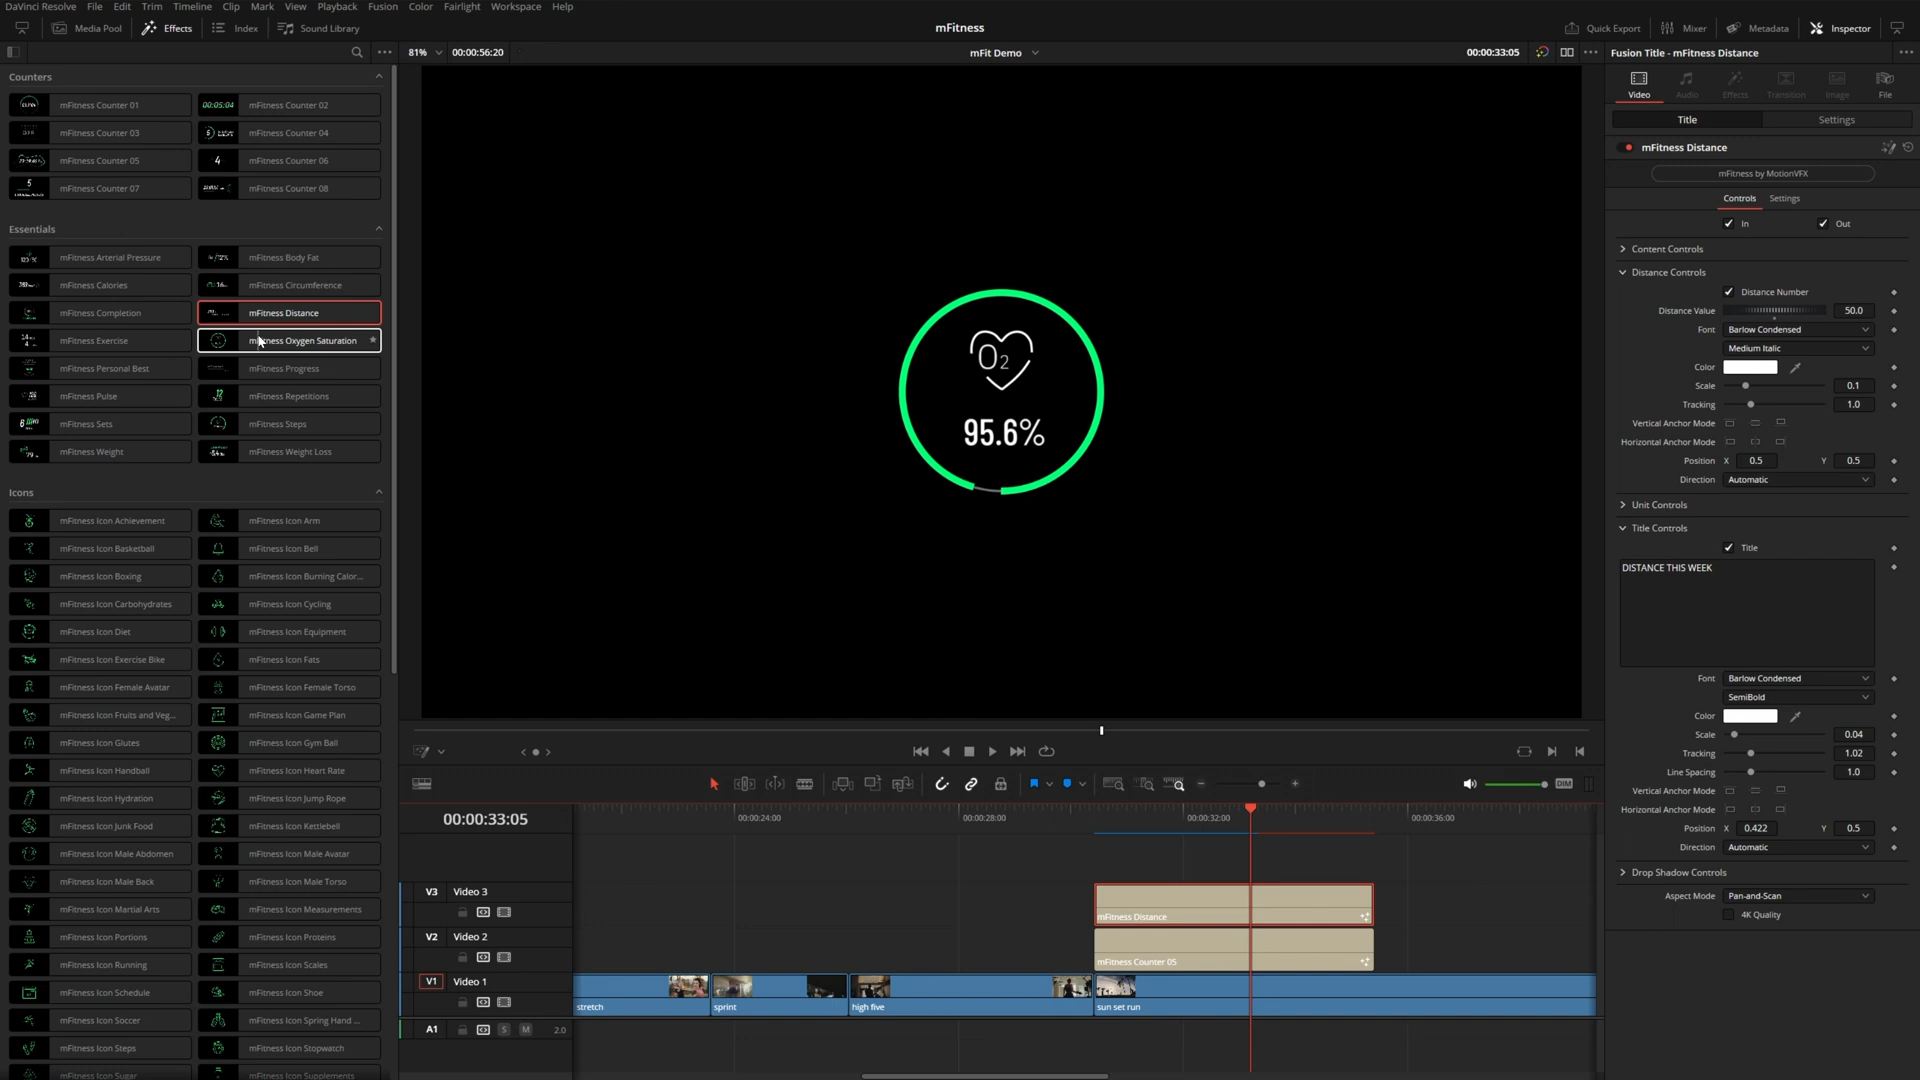 DaVinci Resolve File Edit Trim Timeline Clip Mark View Playback Fusion Color Fairlight Workspace Help
Media Pool Effects Index Sound Library
mFitness
Quick Export Mixer Metadata Inspector
81% 00:00:56:20 mFit Demo 00:00:33:05
Fusion Title - mFitness Distance
Counters
mFitness Counter 01
00:05:04 mFitness Counter 02
mFitness Counter 03
mFitness Counter 04
mFitness Counter 05
4 mFitness Counter 06
5 mFitness Counter 07
mFitness Counter 08
Essentials
mFitness Arterial Pressure
mFitness Body Fat
mFitness Calories
mFitness Circumference
mFitness Completion
mFitness Distance
mFitness Exercise
mFitness Oxygen Saturation
mFitness Personal Best
mFitness Progress
mFitness Pulse
12 mFitness Repetitions
mFitness Sets
mFitness Steps
mFitness Weight
mFitness Weight Loss
Icons
mFitness Icon Achievement
mFitness Icon Arm
mFitness Icon Basketball
mFitness Icon Bell
mFitness Icon Boxing
mFitness Icon Burning Calor...
mFitness Icon Carbohydrates
mFitness Icon Cycling
mFitness Icon Diet
mFitness Icon Equipment
mFitness Icon Exercise Bike
mFitness Icon Fats
mFitness Icon Female Avatar
mFitness Icon Female Torso
mFitness Icon Fruits and Veg...
mFitness Icon Game Plan
mFitness Icon Glutes
mFitness Icon Gym Ball
mFitness Icon Handball
mFitness Icon Heart Rate
mFitness Icon Hydration
mFitness Icon Jump Rope
mFitness Icon Junk Food
mFitness Icon Kettlebell
mFitness Icon Male Abdomen
mFitness Icon Male Avatar
mFitness Icon Male Back
mFitness Icon Male Torso
mFitness Icon Martial Arts
mFitness Icon Measurements
mFitness Icon Portions
mFitness Icon Proteins
mFitness Icon Running
mFitness Icon Scales
mFitness Icon Schedule
mFitness Icon Shoe
mFitness Icon Soccer
mFitness Icon Spring Hand ...
mFitness Icon Steps
mFitness Icon Stopwatch
mFitness Icon Sugar
mFitness Icon Supplements
O2
95.6%
DIM
00:00:33:05
00:00:24:00 00:00:28:00 00:00:32:00 00:00:36:00
V3 Video 3
mFitness Distance
V2 Video 2
mFitness Counter 05
V1 Video 1
stretch sprint high five sun set run
A1 S M 2.0
Video Audio Effects Transition Image File
Title Settings
mFitness Distance
mFitness by MotionVFX
Controls Settings
In Out
Content Controls
Distance Controls
Distance Number
Distance Value 50.0
Font Barlow Condensed
Medium Italic
Color
Scale 0.1
Tracking 1.0
Vertical Anchor Mode
Horizontal Anchor Mode
Position X 0.5 Y 0.5
Direction Automatic
Unit Controls
Title Controls
Title
DISTANCE THIS WEEK
Font Barlow Condensed
SemiBold
Color
Scale 0.04
Tracking 1.02
Line Spacing 1.0
Vertical Anchor Mode
Horizontal Anchor Mode
Position X 0.422 Y 0.5
Direction Automatic
Drop Shadow Controls
Aspect Mode Pan-and-Scan
4K Quality